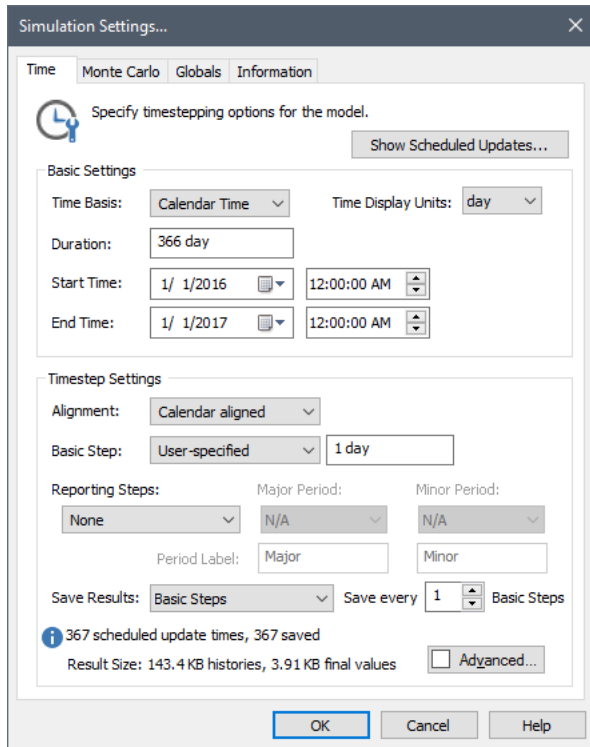 Simulation Settings...
Time Monte Carlo Globals Information
Specify timestepping options for the model.
Show Scheduled Updates...
Basic Settings
Time Basis: Calendar Time Time Display Units: day
Duration: 366 day
Start Time: 1/ 1/2016 12:00:00 AM
End Time: 1/ 1/2017 12:00:00 AM
Timestep Settings
Alignment: Calendar aligned
Basic Step: User-specified 1 day
Reporting Steps: Major Period: Minor Period:
None N/A N/A
Period Label: Major Minor
Save Results: Basic Steps Save every 1 Basic Steps
367 scheduled update times, 367 saved
Result Size: 143.4 KB histories, 3.91 KB final values Advanced...
OK Cancel Help